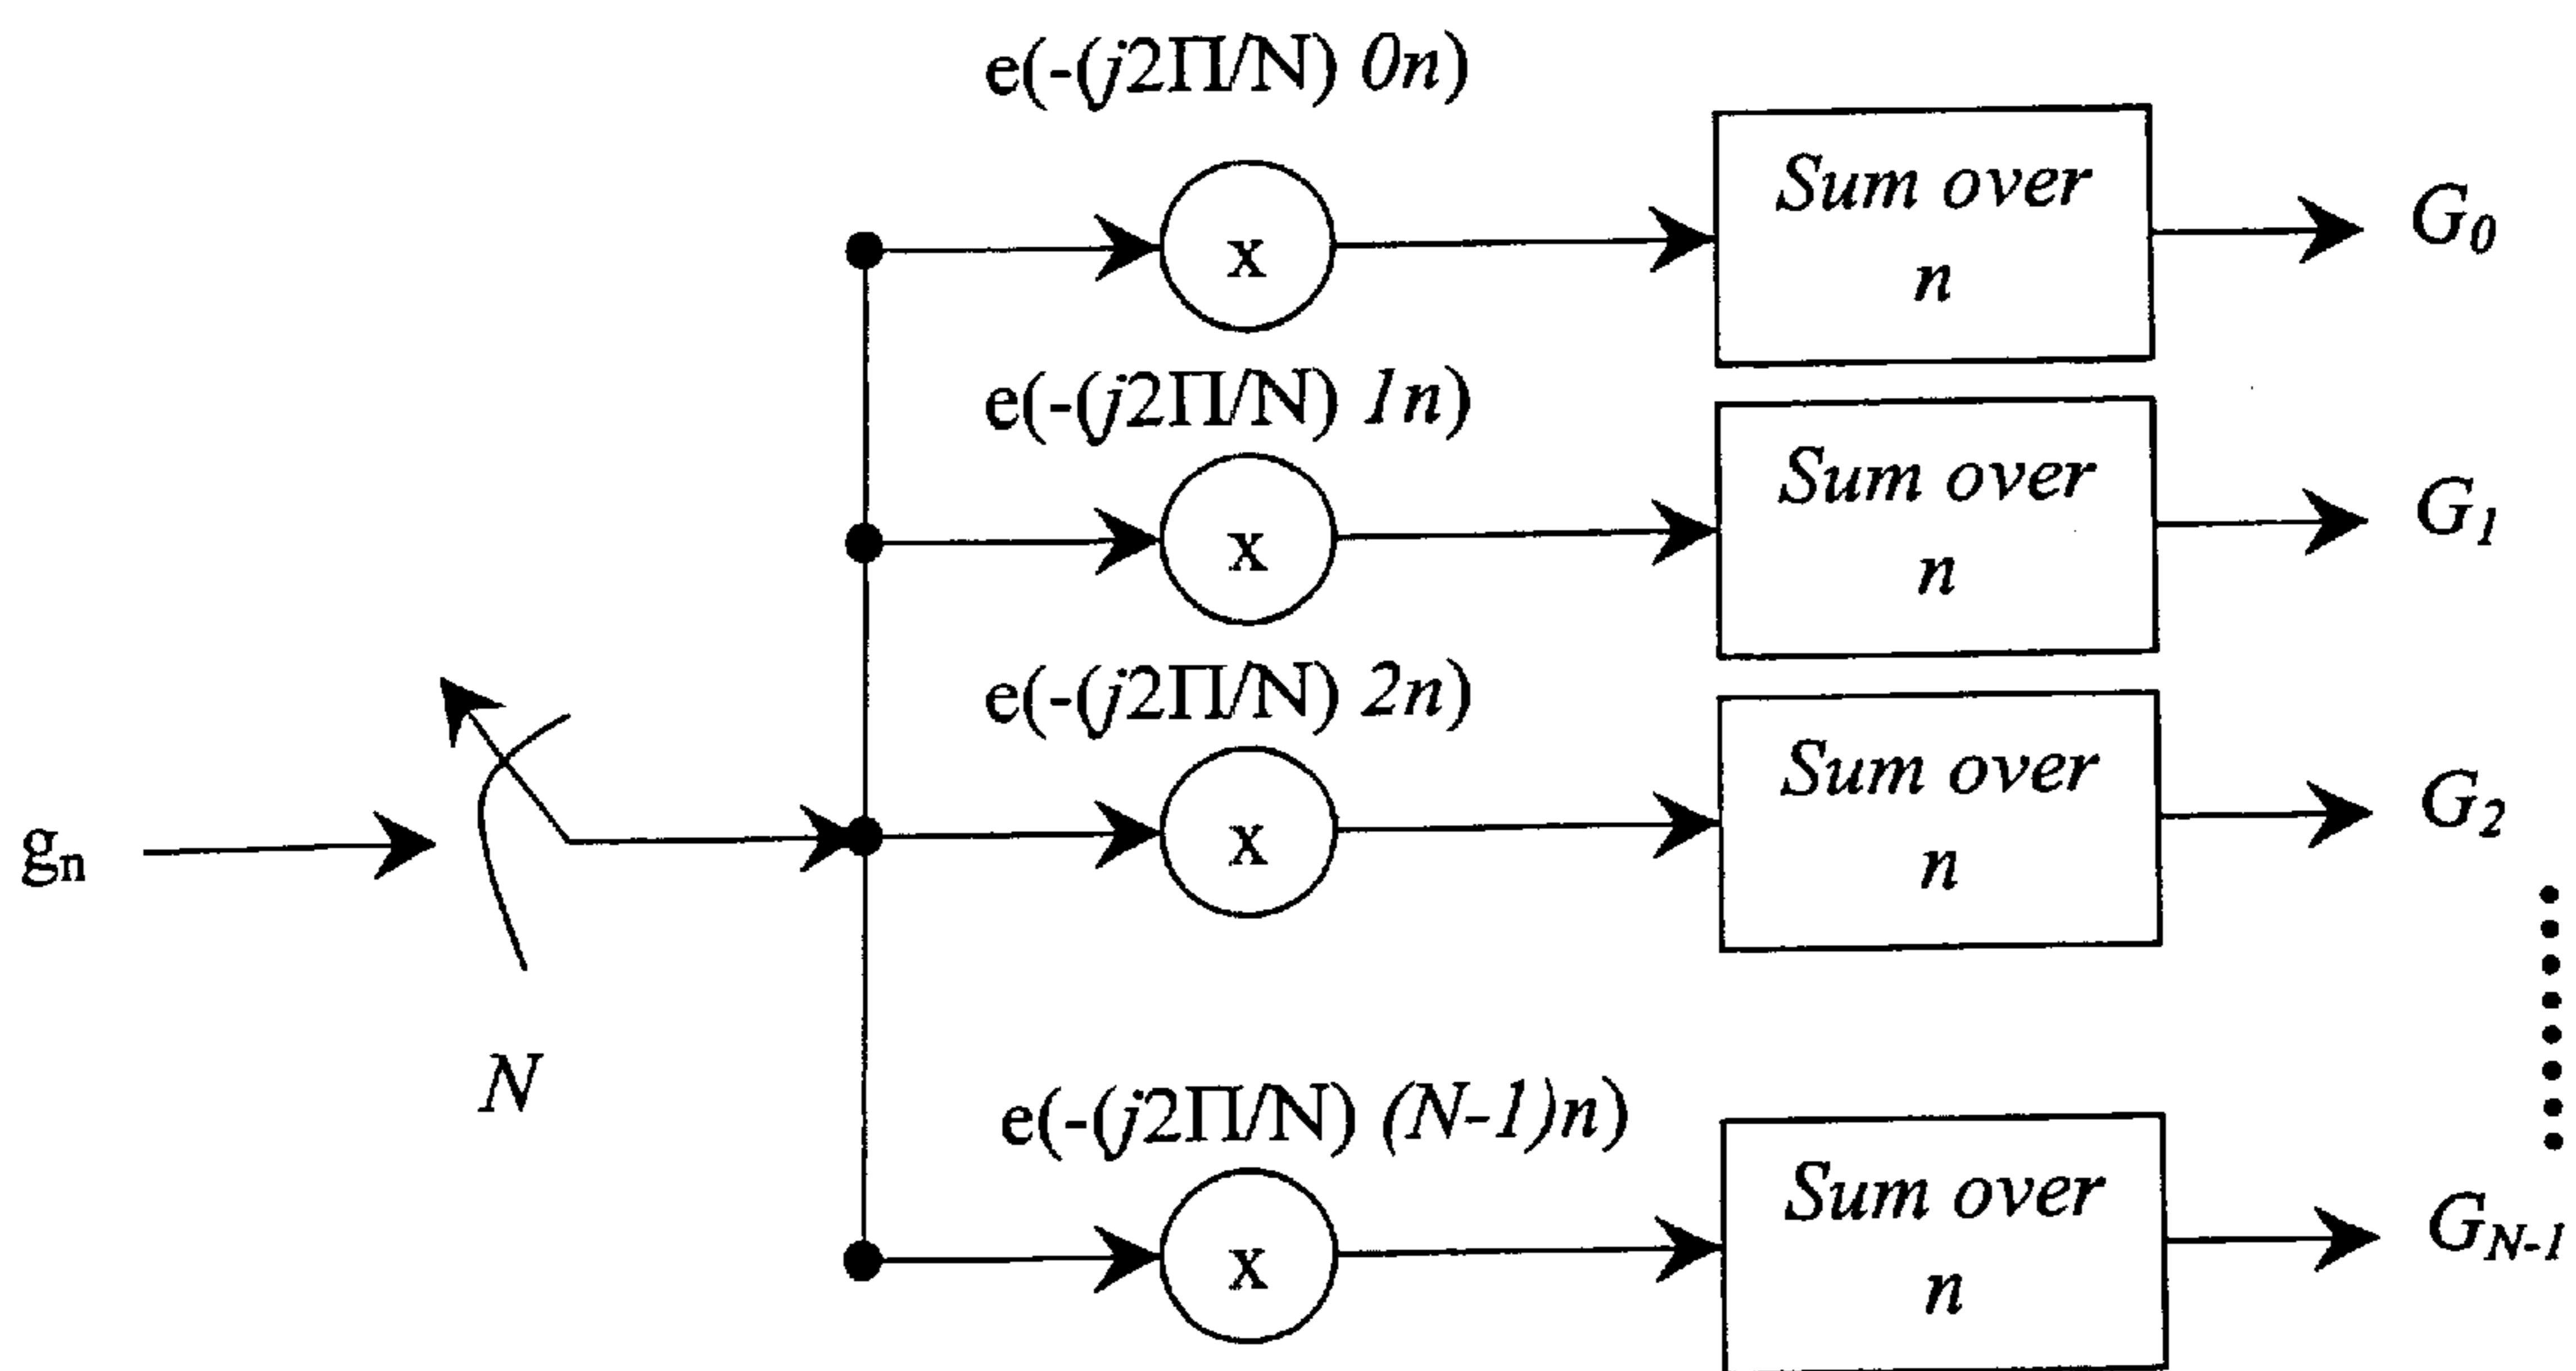 e(-(j2Π/N) 0n)
x
Sum over
n
G0
e(-(j2Π/N) 1n)
x
Sum over
n
G1
e(-(j2Π/N) 2n)
gn
x
Sum over
n
G2
N
e(-(j2Π/N) (N-1)n)
x
Sum over
n
GN-1